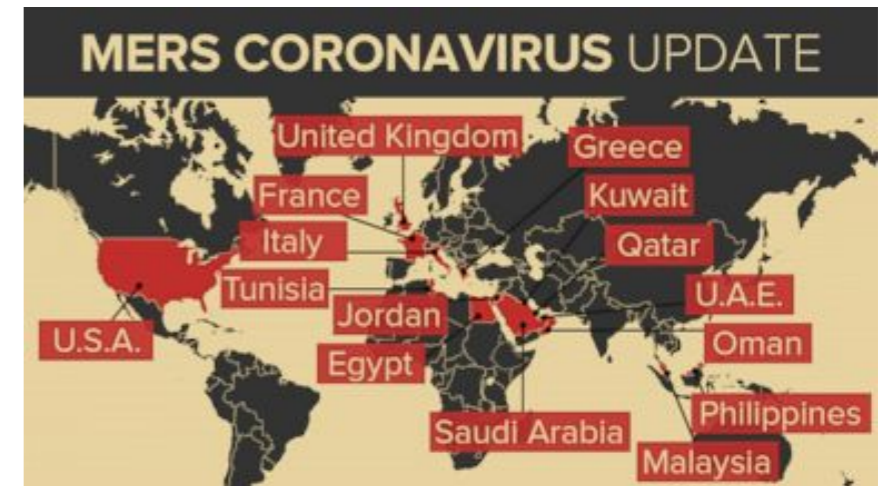 MERS CORONAVIRUS UPDATE
United Kingdom
Greece
France
Kuwait
Italy
Qatar
Tunisia
U.A.E.
Jordan
U.S.A.
Oman
Egypt
Philippines
Saudi Arabia
Malaysia